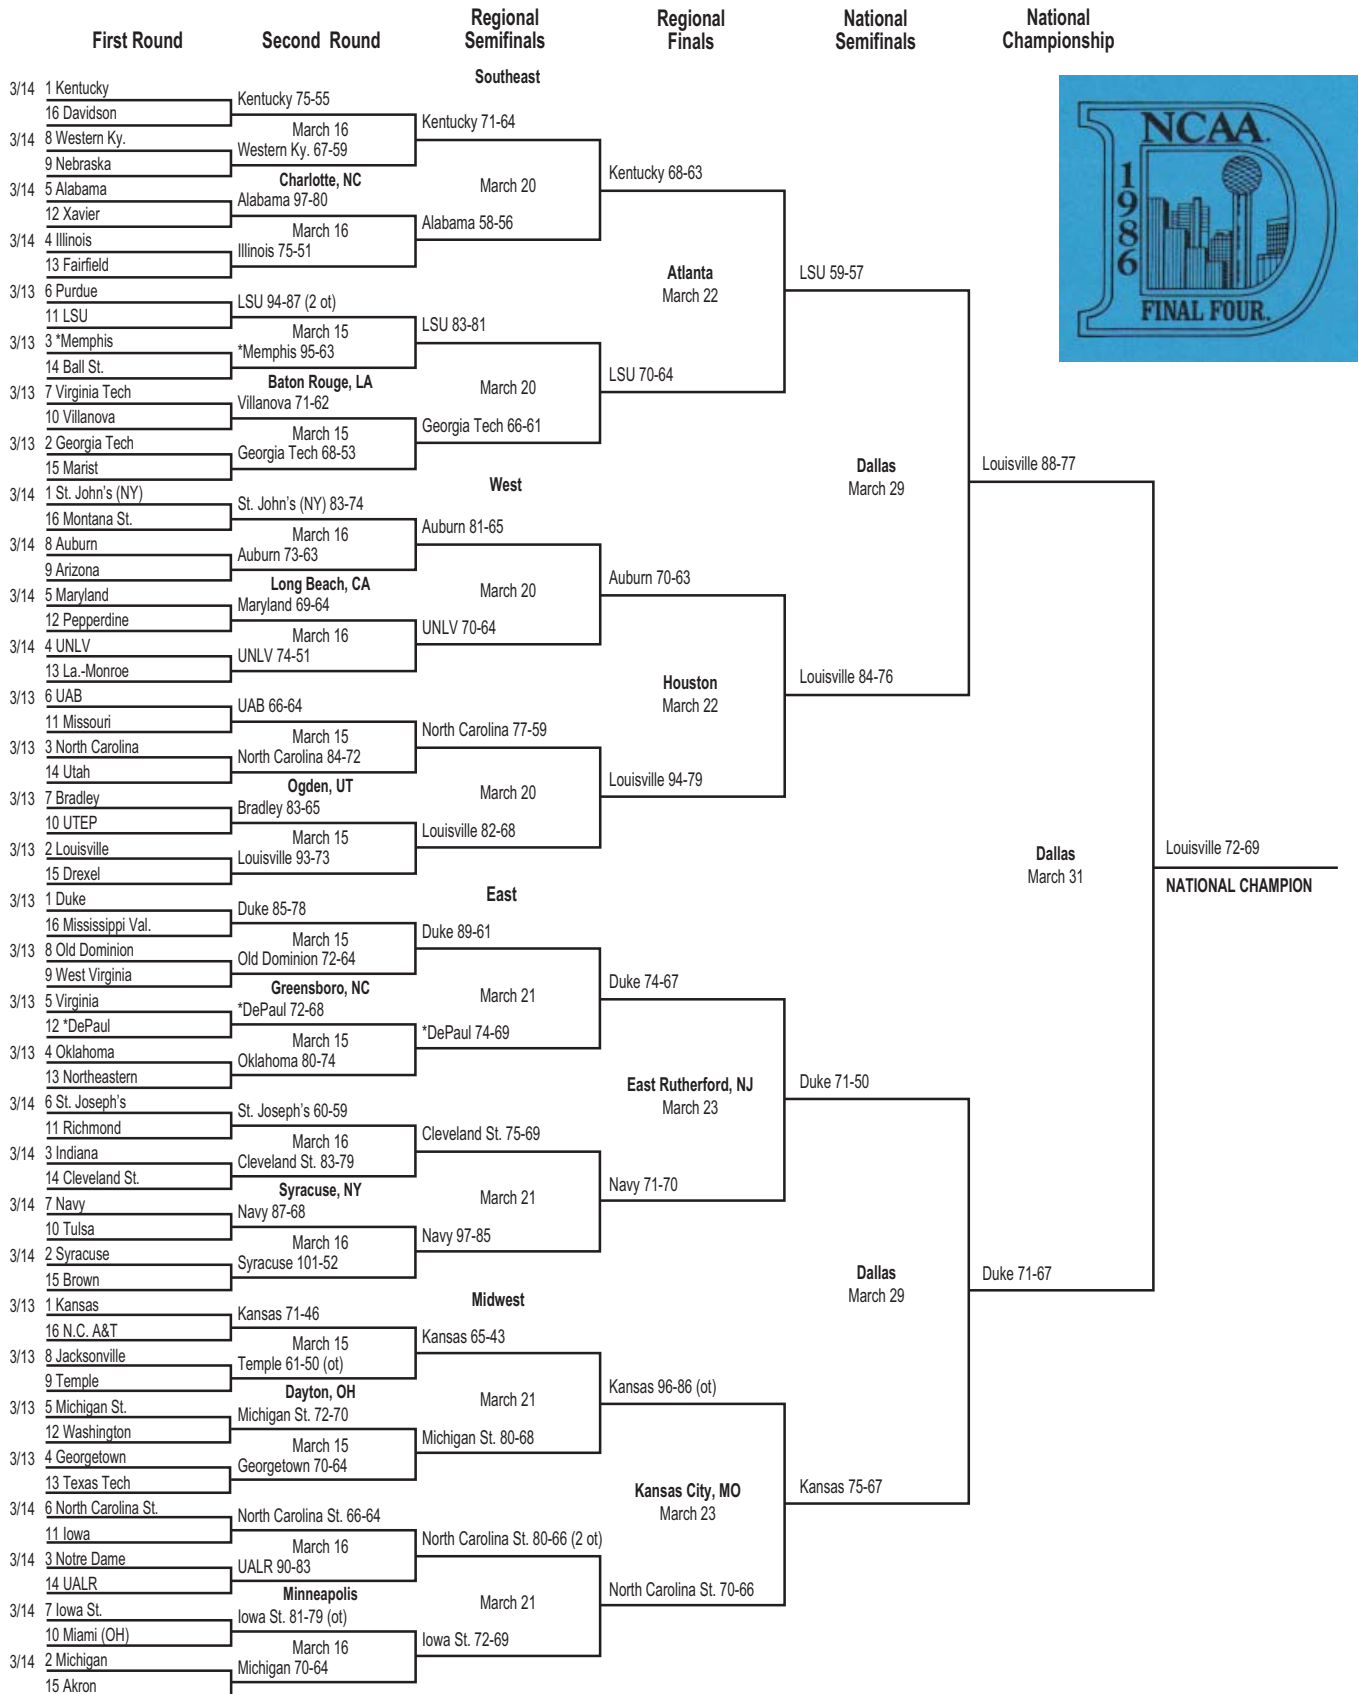 First Round
Second Round
Regional
Semifinals
Regional
Finals
National
Semifinals
National
Championship
Southeast
3/14 1 Kentucky
16 Davidson
3/14 8 Western Ky.
9 Nebraska
3/14 5 Alabama
12 Xavier
3/14 4 Illinois
13 Fairfield
3/13 6 Purdue
11 LSU
3/13 3 *Memphis
14 Ball St.
3/13 7 Virginia Tech
10 Villanova
3/13 2 Georgia Tech
15 Marist
Kentucky 75-55
March 16
Western Ky. 67-59
Charlotte, NC
Alabama 97-80
March 16
Illinois 75-51
LSU 94-87 (2 ot)
March 15
*Memphis 95-63
Baton Rouge, LA
Villanova 71-62
March 15
Georgia Tech 68-53
Kentucky 71-64
March 20
Alabama 58-56
LSU 83-81
March 20
Georgia Tech 66-61
Kentucky 68-63
Atlanta
March 22
LSU 70-64
LSU 59-57
West
3/14 1 St. John's (NY)
16 Montana St.
3/14 8 Auburn
9 Arizona
3/14 5 Maryland
12 Pepperdine
3/14 4 UNLV
13 La.-Monroe
3/13 6 UAB
11 Missouri
3/13 3 North Carolina
14 Utah
3/13 7 Bradley
10 UTEP
3/13 2 Louisville
15 Drexel
St. John's (NY) 83-74
March 16
Auburn 73-63
Long Beach, CA
Maryland 69-64
March 16
UNLV 74-51
UAB 66-64
March 15
North Carolina 84-72
Ogden, UT
Bradley 83-65
March 15
Louisville 93-73
Auburn 81-65
March 20
UNLV 70-64
North Carolina 77-59
March 20
Louisville 82-68
Auburn 70-63
Houston
March 22
Louisville 94-79
Louisville 84-76
Dallas
March 29
Louisville 88-77
East
3/13 1 Duke
16 Mississippi Val.
3/13 8 Old Dominion
9 West Virginia
3/13 5 Virginia
12 *DePaul
3/13 4 Oklahoma
13 Northeastern
3/14 6 St. Joseph's
11 Richmond
3/14 3 Indiana
14 Cleveland St.
3/14 7 Navy
10 Tulsa
3/14 2 Syracuse
15 Brown
Duke 85-78
March 15
Old Dominion 72-64
Greensboro, NC
*DePaul 72-68
March 15
Oklahoma 80-74
St. Joseph's 60-59
March 16
Cleveland St. 83-79
Syracuse, NY
Navy 87-68
March 16
Syracuse 101-52
Duke 89-61
March 21
*DePaul 74-69
Cleveland St. 75-69
March 21
Navy 97-85
Duke 74-67
East Rutherford, NJ
March 23
Navy 71-70
Duke 71-50
Midwest
3/13 1 Kansas
16 N.C. A&T
3/13 8 Jacksonville
9 Temple
3/13 5 Michigan St.
12 Washington
3/13 4 Georgetown
13 Texas Tech
3/14 6 North Carolina St.
11 Iowa
3/14 3 Notre Dame
14 UALR
3/14 7 Iowa St.
10 Miami (OH)
3/14 2 Michigan
15 Akron
Kansas 71-46
March 15
Temple 61-50 (ot)
Dayton, OH
Michigan St. 72-70
March 15
Georgetown 70-64
North Carolina St. 66-64
March 16
UALR 90-83
Minneapolis
Iowa St. 81-79 (ot)
March 16
Michigan 70-64
Kansas 65-43
March 21
Michigan St. 80-68
North Carolina St. 80-66 (2 ot)
March 21
Iowa St. 72-69
Kansas 96-86 (ot)
Kansas City, MO
March 23
North Carolina St. 70-66
Kansas 75-67
Dallas
March 29
Duke 71-67
Dallas
March 31
Louisville 72-69
NATIONAL CHAMPION
NCAA.
1986
FINAL FOUR.